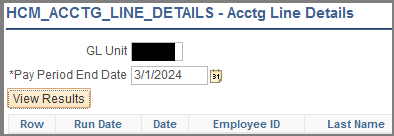 HCM_ACCTG_LINE_DETAILS - Acctg Line Details
GL Unit
*Pay Period End Date 3/1/2024 31
View Results
Row Run Date Date Employee ID Last Name